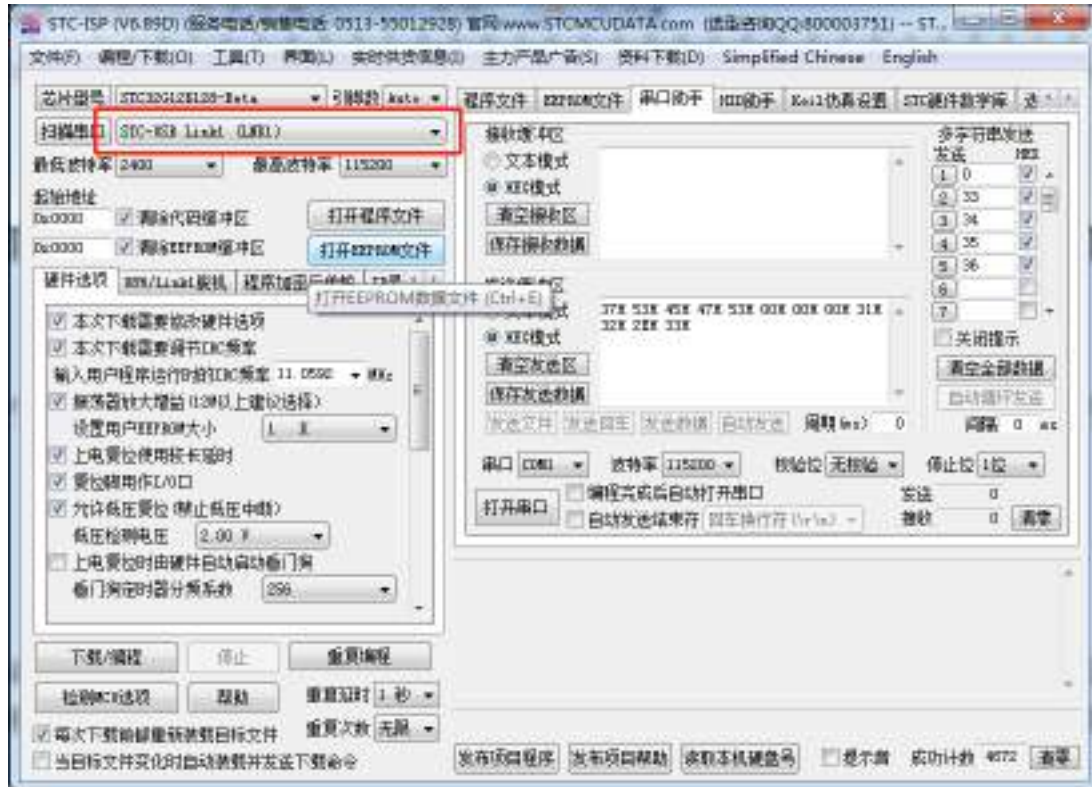 STC-ISP (V6.89D) (服务电话/销售电话: 0513-55012928) 官网:www.STCMCUDATA.com (选型咨询QQ:800003751) -- ST...
文件(F) 编程/下载(O) 工具(T) 界面(L) 实时供货信息(I) 主力产品广告(S) 资料下载(D) Simplified Chinese English
芯片型号 STC32G12K128-Beta 引脚数 Auto
扫描串口 STC-USB Link1 (LNK1)
最低波特率 2400 最高波特率 115200
起始地址
0x0000 清除代码缓冲区 打开程序文件
0x0000 清除EEPROM缓冲区 打开EEPROM文件
打开EEPROM数据文件 (Ctrl+E)
硬件选项 程序加密后传输
本次下载需要修改硬件选项
本次下载需要调节IRC频率
输入用户程序运行时的IRC频率 11.0592 MHz
振荡器放大增益(12M以上建议选择)
设置用户EEPROM大小 1 K
上电复位使用较长延时
复位脚用作I/O口
允许低压复位(禁止低压中断)
低压检测电压 2.00 V
上电复位时由硬件自动启动看门狗
看门狗定时器分频系数 256
下载/编程 停止 重复编程
检测MCU选项 帮助 重复延时 1 秒
重复次数 无限
每次下载前都重新装载目标文件
当目标文件变化时自动装载并发送下载命令
程序文件 EEPROM文件 串口助手 HID助手 Keil仿真设置 STC硬件数学库 选
接收缓冲区
文本模式
HEX模式
清空接收区
保存接收数据
HEX模式
清空发送区
保存发送数据
发送文件 发送回车 发送数据 自动发送 周期(ms) 0
多字符串发送
发送 HEX
1 0
2 33
3 34
4 35
5 36
6
7
关闭提示
清空全部数据
自动循环发送
间隔 0 ms
串口 COM1 波特率 115200 校验位 无校验 停止位 1位
打开串口 编程完成后自动打开串口 发送 0
自动发送结束符 回车换行符(\r\n) 接收 0 清零
发布项目程序 发布项目帮助 读取本机硬盘号 提示音 成功计数 4672 清零